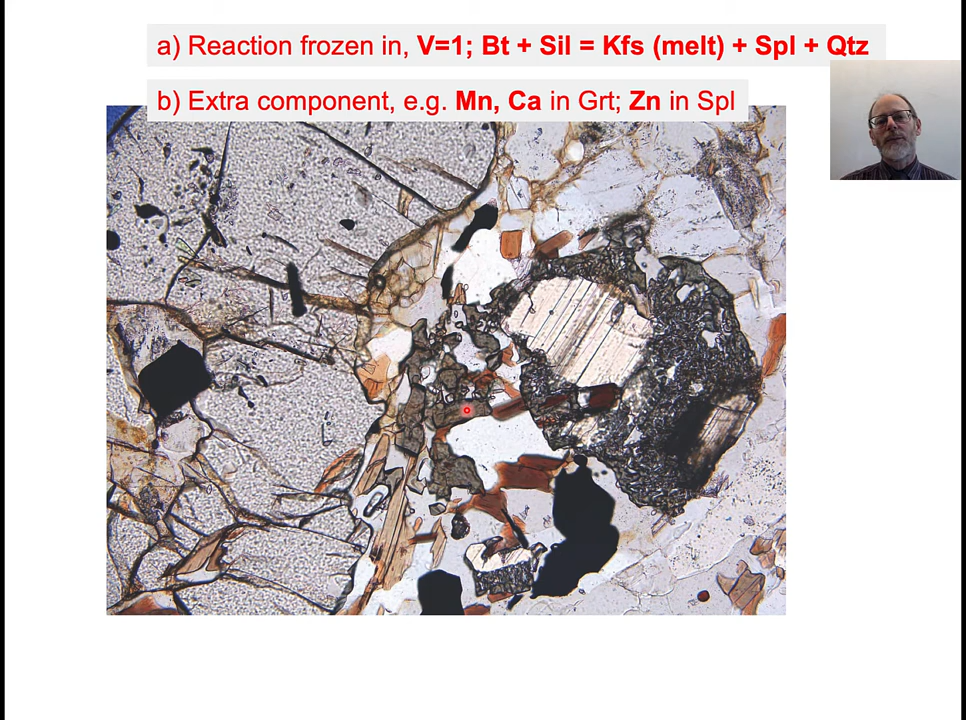 a) Reaction frozen in, V=1; Bt + Sil = Kfs (melt) + Spl + Qtz
b) Extra component, e.g. Mn, Ca in Grt; Zn in Spl